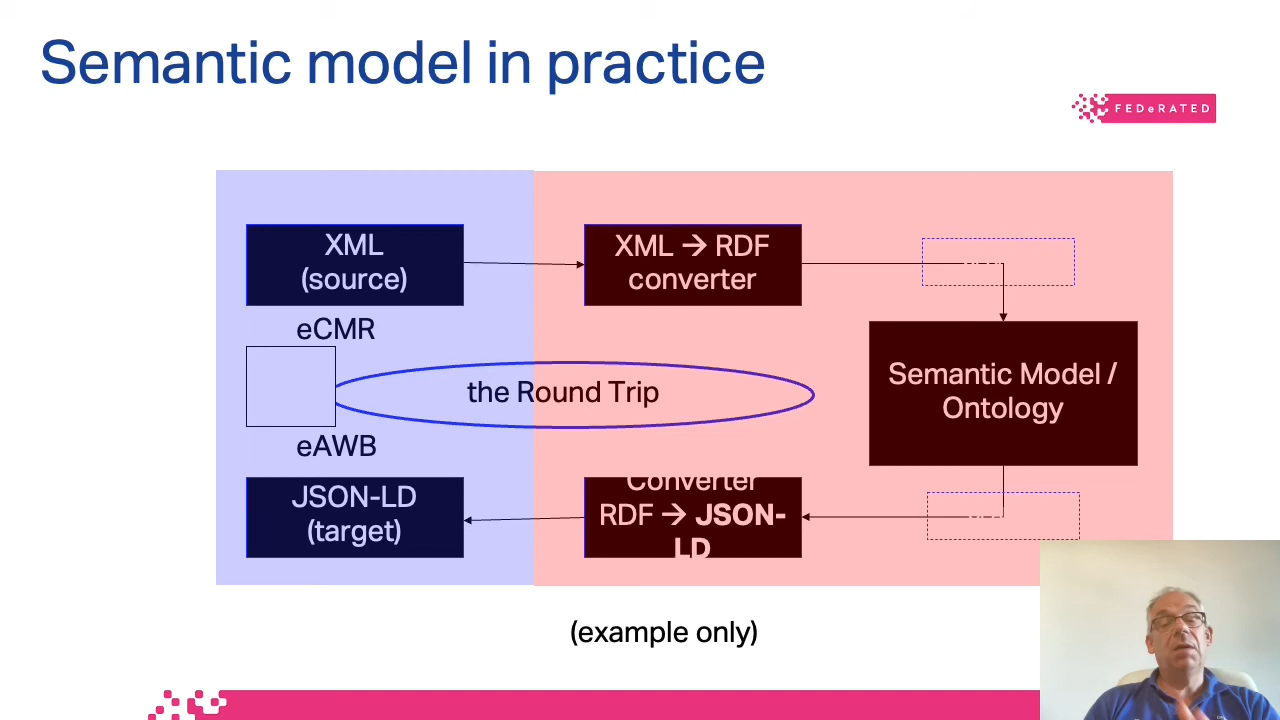 Semantic model in practice
FEDeRATED
XML
(source)
XML → RDF
converter
eCMR
Semantic Model /
Ontology
the Round Trip
eAWB
JSON-LD
(target)
Converter
RDF → JSON-
LD
(example only)